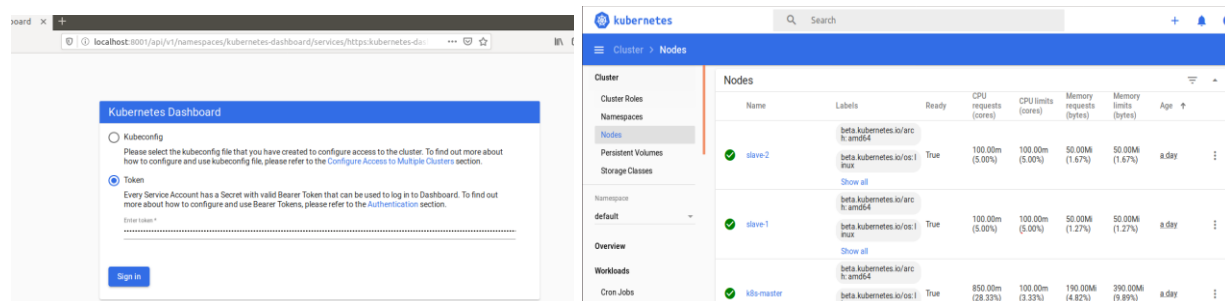 board × +
localhost:8001/api/v1/namespaces/kubernetes-dashboard/services/https:kubernetes-da
Kubernetes Dashboard
Kubeconfig
Please select the kubeconfig file that you have created to configure access to the cluster. To find out more about
how to configure and use kubeconfig file, please refer to the Configure Access to Multiple Clusters section.
Token
Every Service Account has a Secret with valid Bearer Token that can be used to log in to Dashboard. To find out
more about how to configure and use Bearer Tokens, please refer to the Authentication section.
Enter token *
Sign in
kubernetes
Search
+
Cluster > Nodes
Cluster
Cluster Roles
Namespaces
Nodes
Persistent Volumes
Storage Classes
Namespace
default
Overview
Workloads
Cron Jobs
Nodes
Name Labels Ready CPU requests (cores) CPU limits (cores) Memory requests (bytes) Memory limits (bytes) Age ↑
beta.kubernetes.io/arc
h: amd64
slave-2 beta.kubernetes.io/os: l
inux
True 100.00m (5.00%) 100.00m (5.00%) 50.00Mi (1.67%) 50.00Mi (1.67%) a day
Show all
beta.kubernetes.io/arc
h: amd64
slave-1 beta.kubernetes.io/os: l
inux
True 100.00m (5.00%) 100.00m (5.00%) 50.00Mi (1.27%) 50.00Mi (1.27%) a day
Show all
beta.kubernetes.io/arc
h: amd64
k8s-master beta.kubernetes.io/os: l
True 850.00m (28.33%) 100.00m (3.33%) 190.00Mi (4.82%) 390.00Mi (9.89%) a day